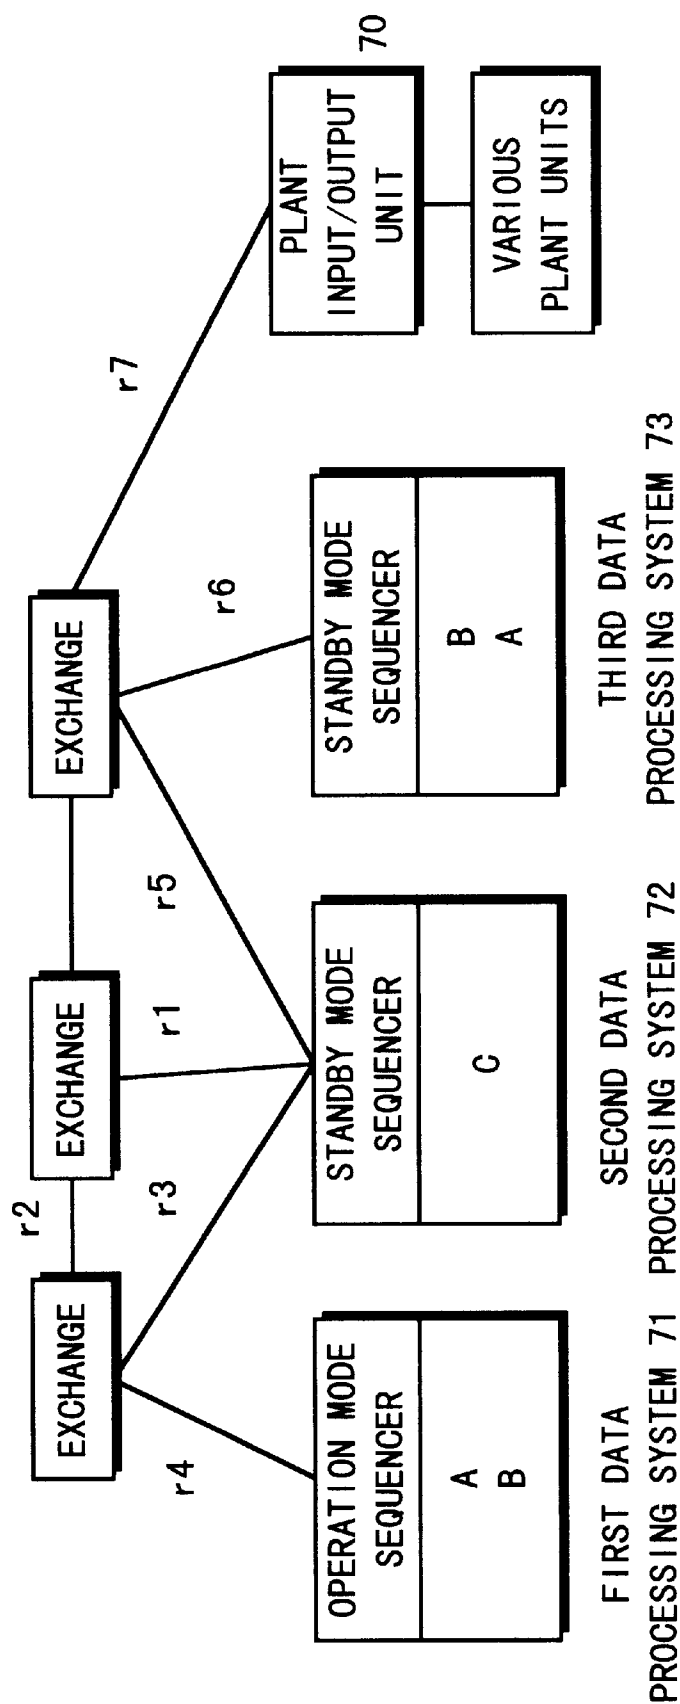 r2
EXCHANGE
EXCHANGE
EXCHANGE
r4
r3
r1
r5
r6
r7
OPERATION MODE
SEQUENCER
A
B
FIRST DATA
PROCESSING SYSTEM 71
STANDBY MODE
SEQUENCER
C
SECOND DATA
PROCESSING SYSTEM 72
STANDBY MODE
SEQUENCER
B
A
THIRD DATA
PROCESSING SYSTEM 73
PLANT
INPUT/OUTPUT
UNIT
70
VARIOUS
PLANT UNITS